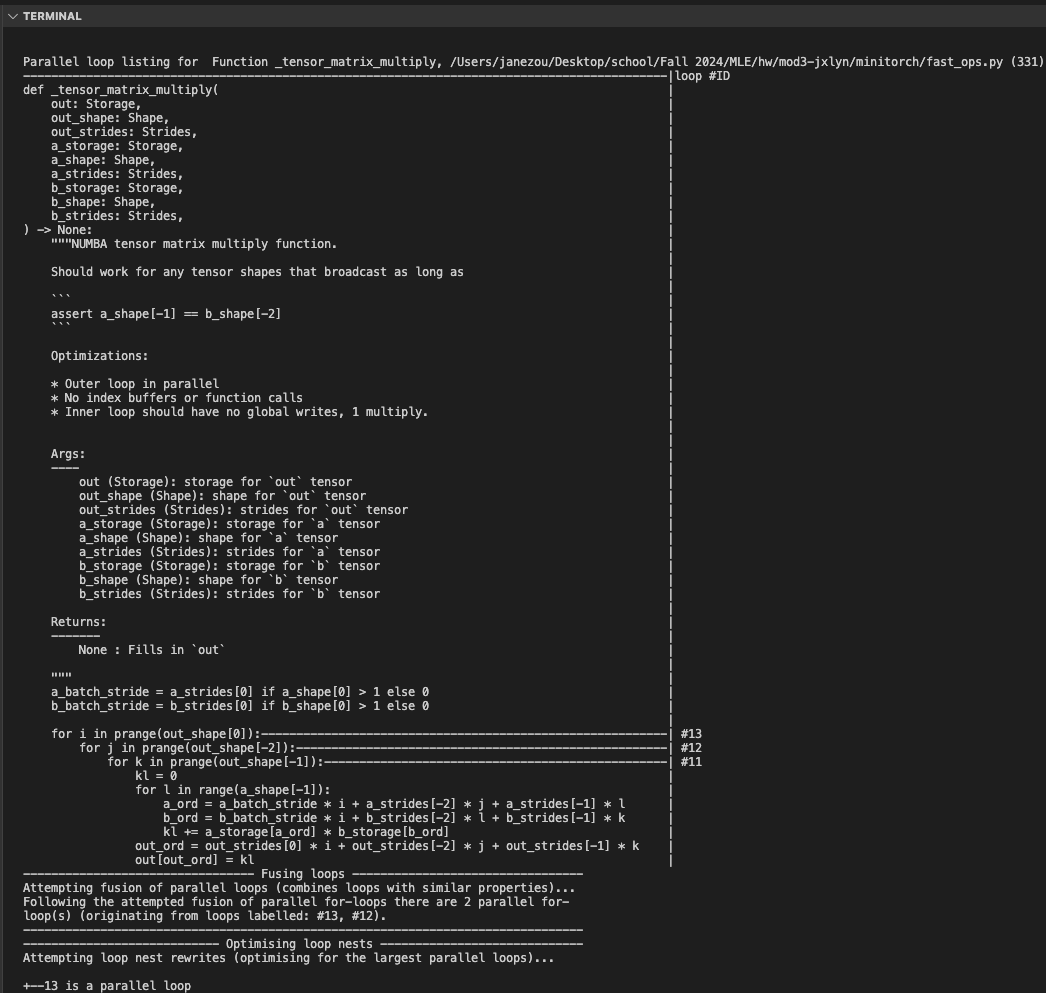 TERMINAL
Parallel loop listing for  Function _tensor_matrix_multiply, /Users/janezou/Desktop/school/Fall 2024/MLE/hw/mod3-jxlyn/minitorch/fast_ops.py (331)
--------------------------------------------------------------------------------------------|loop #ID
def _tensor_matrix_multiply(                                                                |
    out: Storage,                                                                           |
    out_shape: Shape,                                                                       |
    out_strides: Strides,                                                                   |
    a_storage: Storage,                                                                     |
    a_shape: Shape,                                                                         |
    a_strides: Strides,                                                                     |
    b_storage: Storage,                                                                     |
    b_shape: Shape,                                                                         |
    b_strides: Strides,                                                                     |
) -> None:                                                                                  |
    """NUMBA tensor matrix multiply function.                                               |
                                                                                            |
    Should work for any tensor shapes that broadcast as long as                             |
                                                                                            |
    ```                                                                                     |
    assert a_shape[-1] == b_shape[-2]                                                       |
    ```                                                                                     |
                                                                                            |
    Optimizations:                                                                          |
                                                                                            |
    * Outer loop in parallel                                                                |
    * No index buffers or function calls                                                    |
    * Inner loop should have no global writes, 1 multiply.                                  |
                                                                                            |
                                                                                            |
    Args:                                                                                   |
    ----                                                                                    |
        out (Storage): storage for `out` tensor                                             |
        out_shape (Shape): shape for `out` tensor                                           |
        out_strides (Strides): strides for `out` tensor                                     |
        a_storage (Storage): storage for `a` tensor                                         |
        a_shape (Shape): shape for `a` tensor                                               |
        a_strides (Strides): strides for `a` tensor                                         |
        b_storage (Storage): storage for `b` tensor                                         |
        b_shape (Shape): shape for `b` tensor                                               |
        b_strides (Strides): strides for `b` tensor                                         |
                                                                                            |
    Returns:                                                                                |
    -------                                                                                 |
        None : Fills in `out`                                                               |
                                                                                            |
    """                                                                                     |
    a_batch_stride = a_strides[0] if a_shape[0] > 1 else 0                                  |
    b_batch_stride = b_strides[0] if b_shape[0] > 1 else 0                                  |
                                                                                            |
    for i in prange(out_shape[0]):----------------------------------------------------------| #13
        for j in prange(out_shape[-2]):-----------------------------------------------------| #12
            for k in prange(out_shape[-1]):-------------------------------------------------| #11
                kl = 0                                                                      |
                for l in range(a_shape[-1]):                                                |
                    a_ord = a_batch_stride * i + a_strides[-2] * j + a_strides[-1] * l      |
                    b_ord = b_batch_stride * i + b_strides[-2] * l + b_strides[-1] * k      |
                    kl += a_storage[a_ord] * b_storage[b_ord]                               |
                out_ord = out_strides[0] * i + out_strides[-2] * j + out_strides[-1] * k    |
                out[out_ord] = kl                                                           |
--------------------------------- Fusing loops ---------------------------------
Attempting fusion of parallel loops (combines loops with similar properties)...
Following the attempted fusion of parallel for-loops there are 2 parallel for-
loop(s) (originating from loops labelled: #13, #12).
--------------------------------------------------------------------------------
---------------------------- Optimising loop nests -----------------------------
Attempting loop nest rewrites (optimising for the largest parallel loops)...
+--13 is a parallel loop